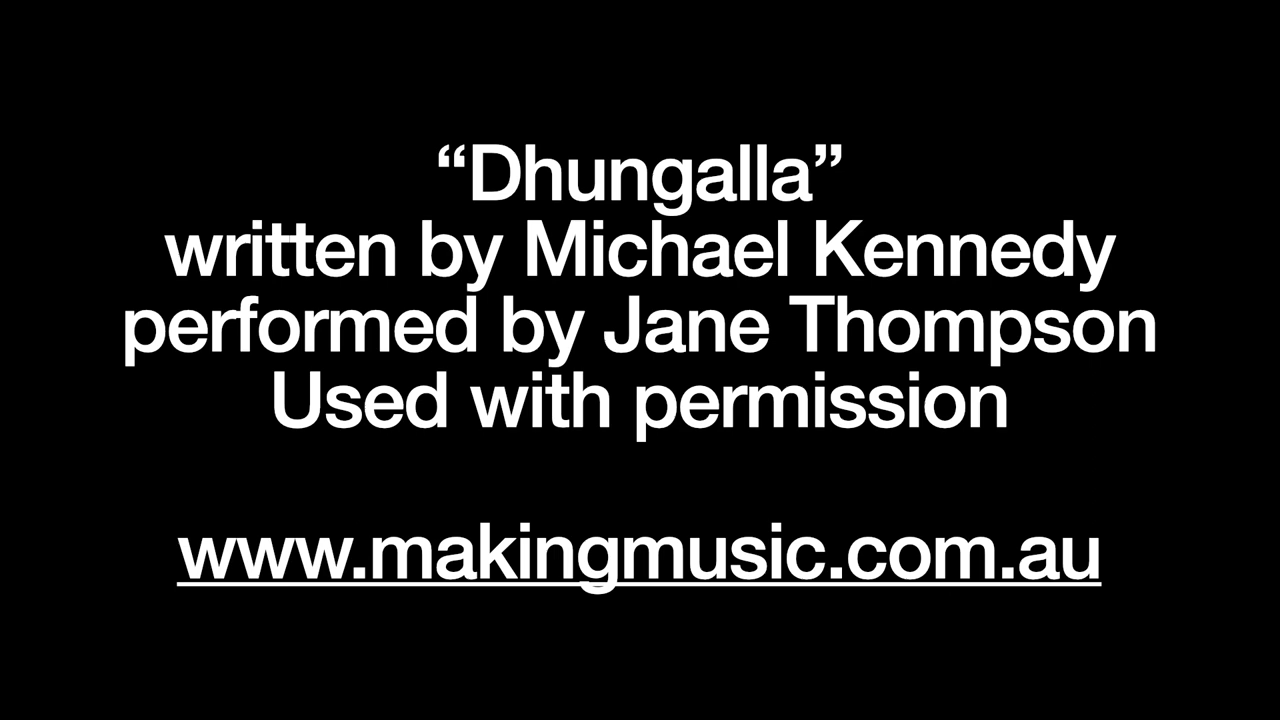 “Dhungalla”
written by Michael Kennedy
performed by Jane Thompson
Used with permission
www.makingmusic.com.au